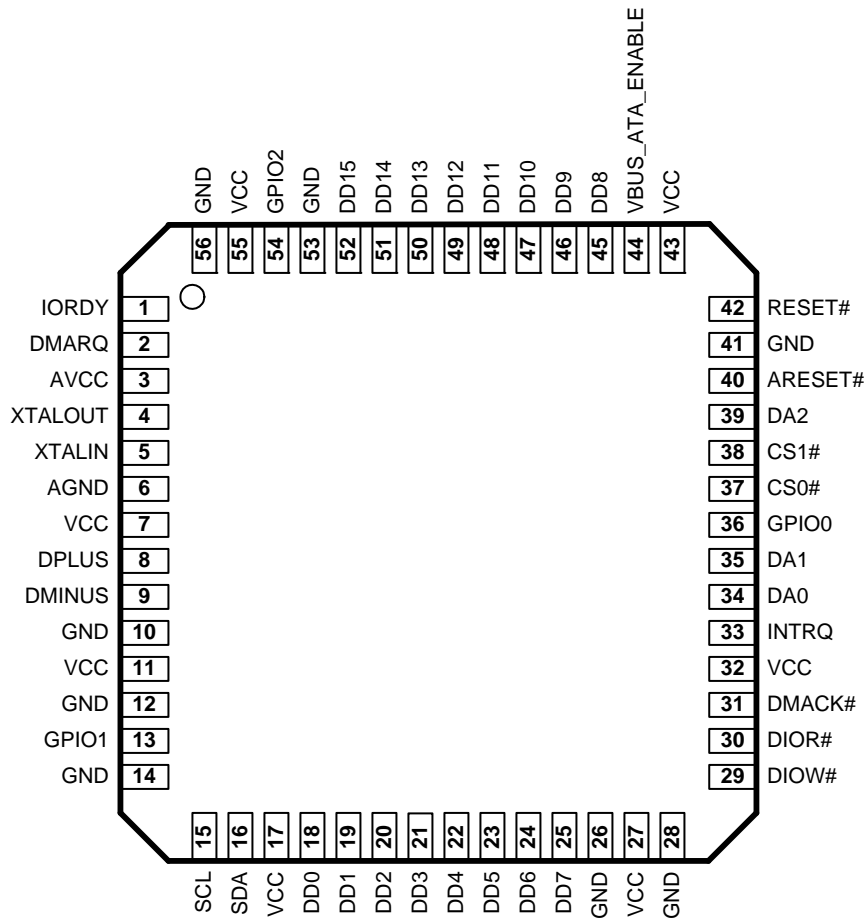 GND
VCC
GPIO2
GND
DD15
DD14
DD13
DD12
DD11
DD10
DD9
DD8
VBUS_ATA_ENABLE
VCC
56 55 54 53 52 51 50 49 48 47 46 45 44 43
IORDY 1
DMARQ 2
AVCC 3
XTALOUT 4
XTALIN 5
AGND 6
VCC 7
DPLUS 8
DMINUS 9
GND 10
VCC 11
GND 12
GPIO1 13
GND 14
42 RESET#
41 GND
40 ARESET#
39 DA2
38 CS1#
37 CS0#
36 GPIO0
35 DA1
34 DA0
33 INTRQ
32 VCC
31 DMACK#
30 DIOR#
29 DIOW#
15 16 17 18 19 20 21 22 23 24 25 26 27 28
SCL
SDA
VCC
DD0
DD1
DD2
DD3
DD4
DD5
DD6
DD7
GND
VCC
GND